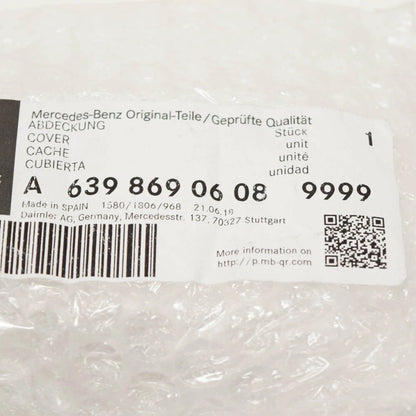 Mercedes-Benz Original-Teile/Geprüfte Qualität
ABDECKUNG Stück 1
COVER unit
CACHE unité
CUBIERTA unidad
A 639 869 06 08 9999
Made in SPAIN 1580/1806/968 21.06.18
Daimler AG, Germany, Mercedesstr. 137, 70327 Stuttgart
More information on
http://p.mb-qr.com